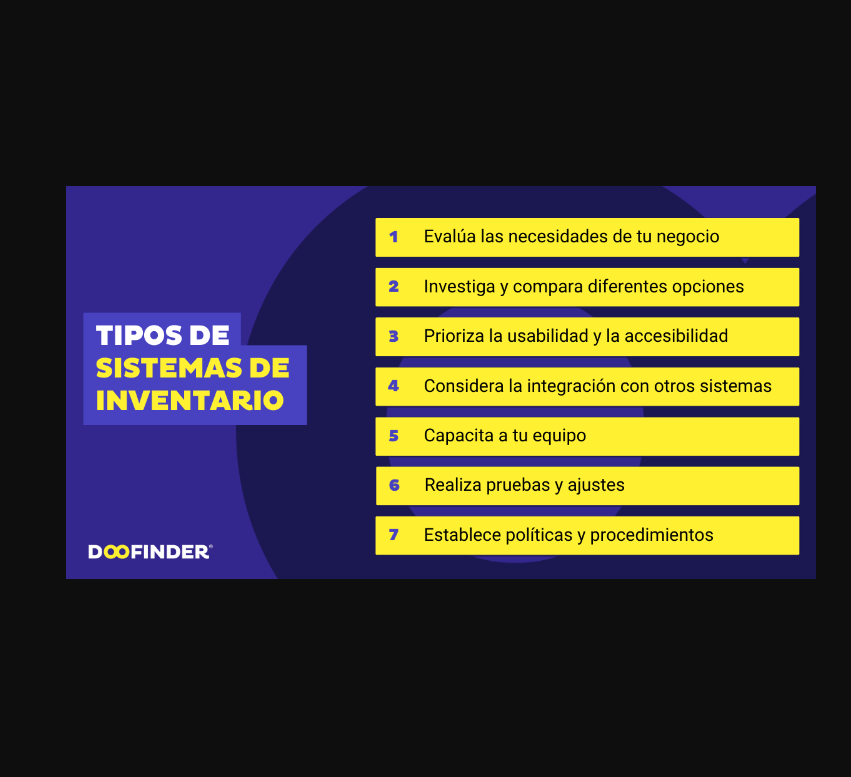 TIPOS DE
SISTEMAS DE
INVENTARIO
DOOFINDER®
1 Evalúa las necesidades de tu negocio
2 Investiga y compara diferentes opciones
3 Prioriza la usabilidad y la accesibilidad
4 Considera la integración con otros sistemas
5 Capacita a tu equipo
6 Realiza pruebas y ajustes
7 Establece políticas y procedimientos